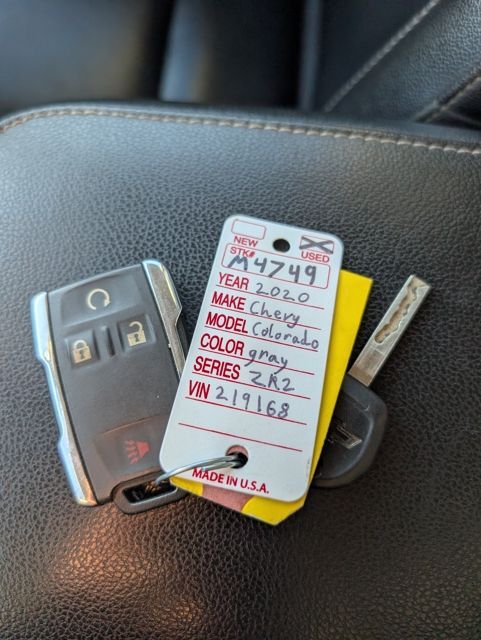 NEW USED
STK# M4749
YEAR 2020
MAKE Chevy
MODEL Colorado
COLOR gray
SERIES ZR2
VIN 219168
MADE IN U.S.A.